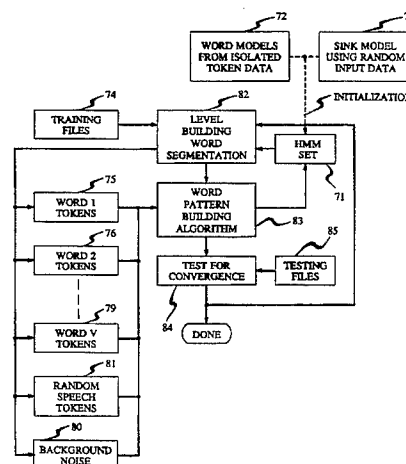 72
7
WORD MODELS
FROM ISOLATED
TOKEN DATA
SINK MODEL
USING RANDOM
INPUT DATA
74
82
INITIALIZATION
TRAINING
FILES
LEVEL
BUILDING
WORD
SEGMENTATION
HMM
SET
71
75
WORD 1
TOKENS
WORD
PATTERN
BUILDING
ALGORITHM
83
76
WORD 2
TOKENS
85
79
TEST FOR
CONVERGENCE
TESTING
FILES
84
WORD V
TOKENS
DONE
81
RANDOM
SPEECH TOKENS
80
BACKGROUND
NOISE